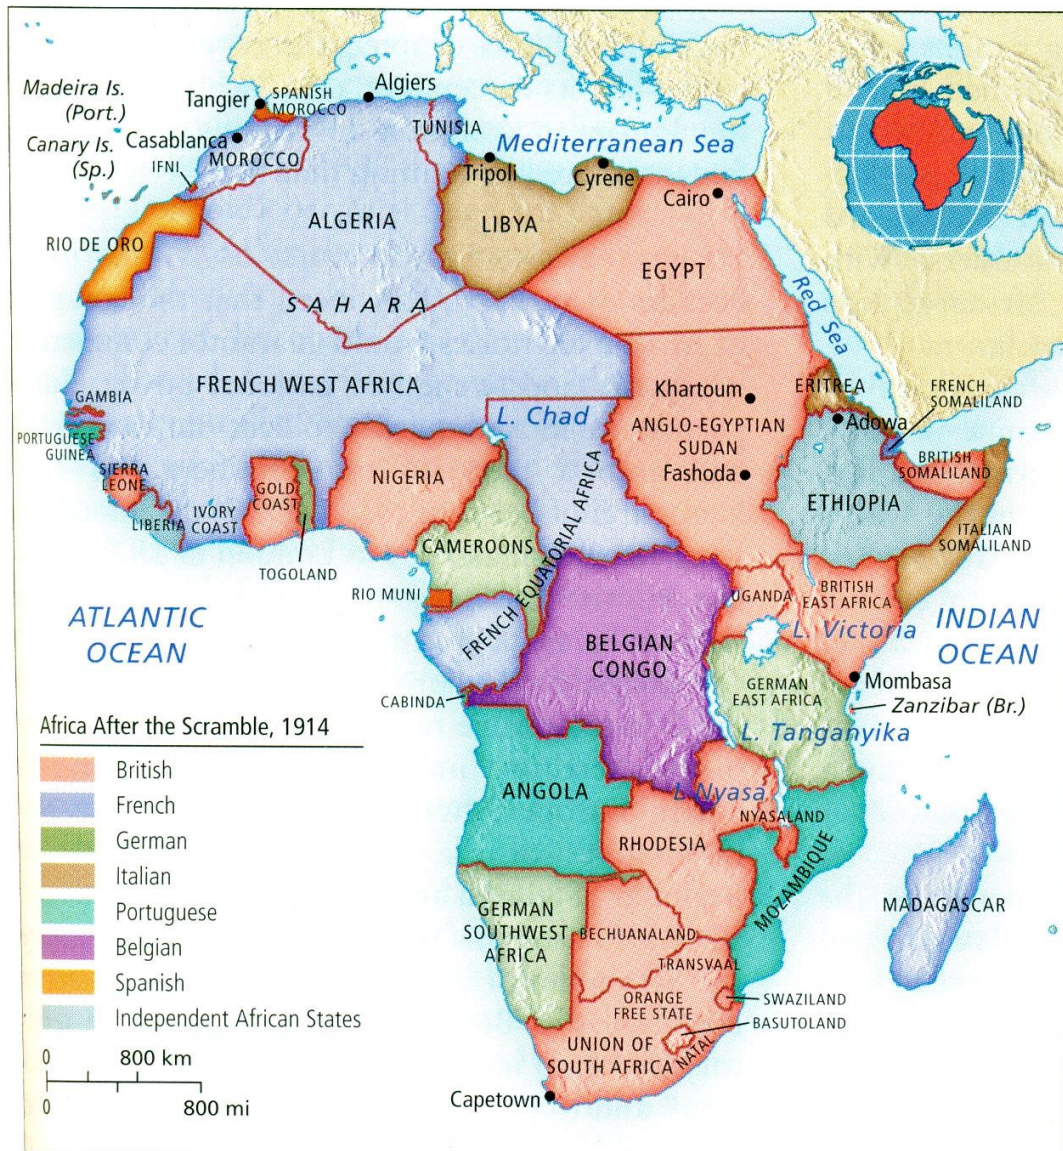 Madeira Is.
(Port.)
Canary Is.
(Sp.)
Tangier
SPANISH
MOROCCO
Algiers
Casablanca
MOROCCO
IFNI
TUNISIA
Mediterranean Sea
Tripoli
Cyrene
Cairo
RIO DE ORO
ALGERIA
LIBYA
EGYPT
SAHARA
Red Sea
FRENCH WEST AFRICA
GAMBIA
PORTUGUESE
GUINEA
SIERRA
LEONE
LIBERIA
IVORY
COAST
GOLD
COAST
TOGOLAND
NIGERIA
L. Chad
Khartoum
ANGLO-EGYPTIAN
SUDAN
Fashoda
ERITREA
Adowa
FRENCH
SOMALILAND
BRITISH
SOMALILAND
ETHIOPIA
ITALIAN
SOMALILAND
CAMEROONS
RIO MUNI
FRENCH EQUATORIAL AFRICA
ATLANTIC
OCEAN
UGANDA
BRITISH
EAST AFRICA
L. Victoria
INDIAN
OCEAN
BELGIAN
CONGO
CABINDA
GERMAN
EAST AFRICA
Mombasa
Zanzibar (Br.)
L. Tanganyika
ANGOLA
L.Nyasa
NYASALAND
RHODESIA
MOZAMBIQUE
MADAGASCAR
GERMAN
SOUTHWEST
AFRICA
BECHUANALAND
TRANSVAAL
ORANGE
FREE STATE
SWAZILAND
BASUTOLAND
UNION OF
SOUTH AFRICA
NATAL
Capetown
Africa After the Scramble, 1914
British
French
German
Italian
Portuguese
Belgian
Spanish
Independent African States
0 800 km
0 800 mi